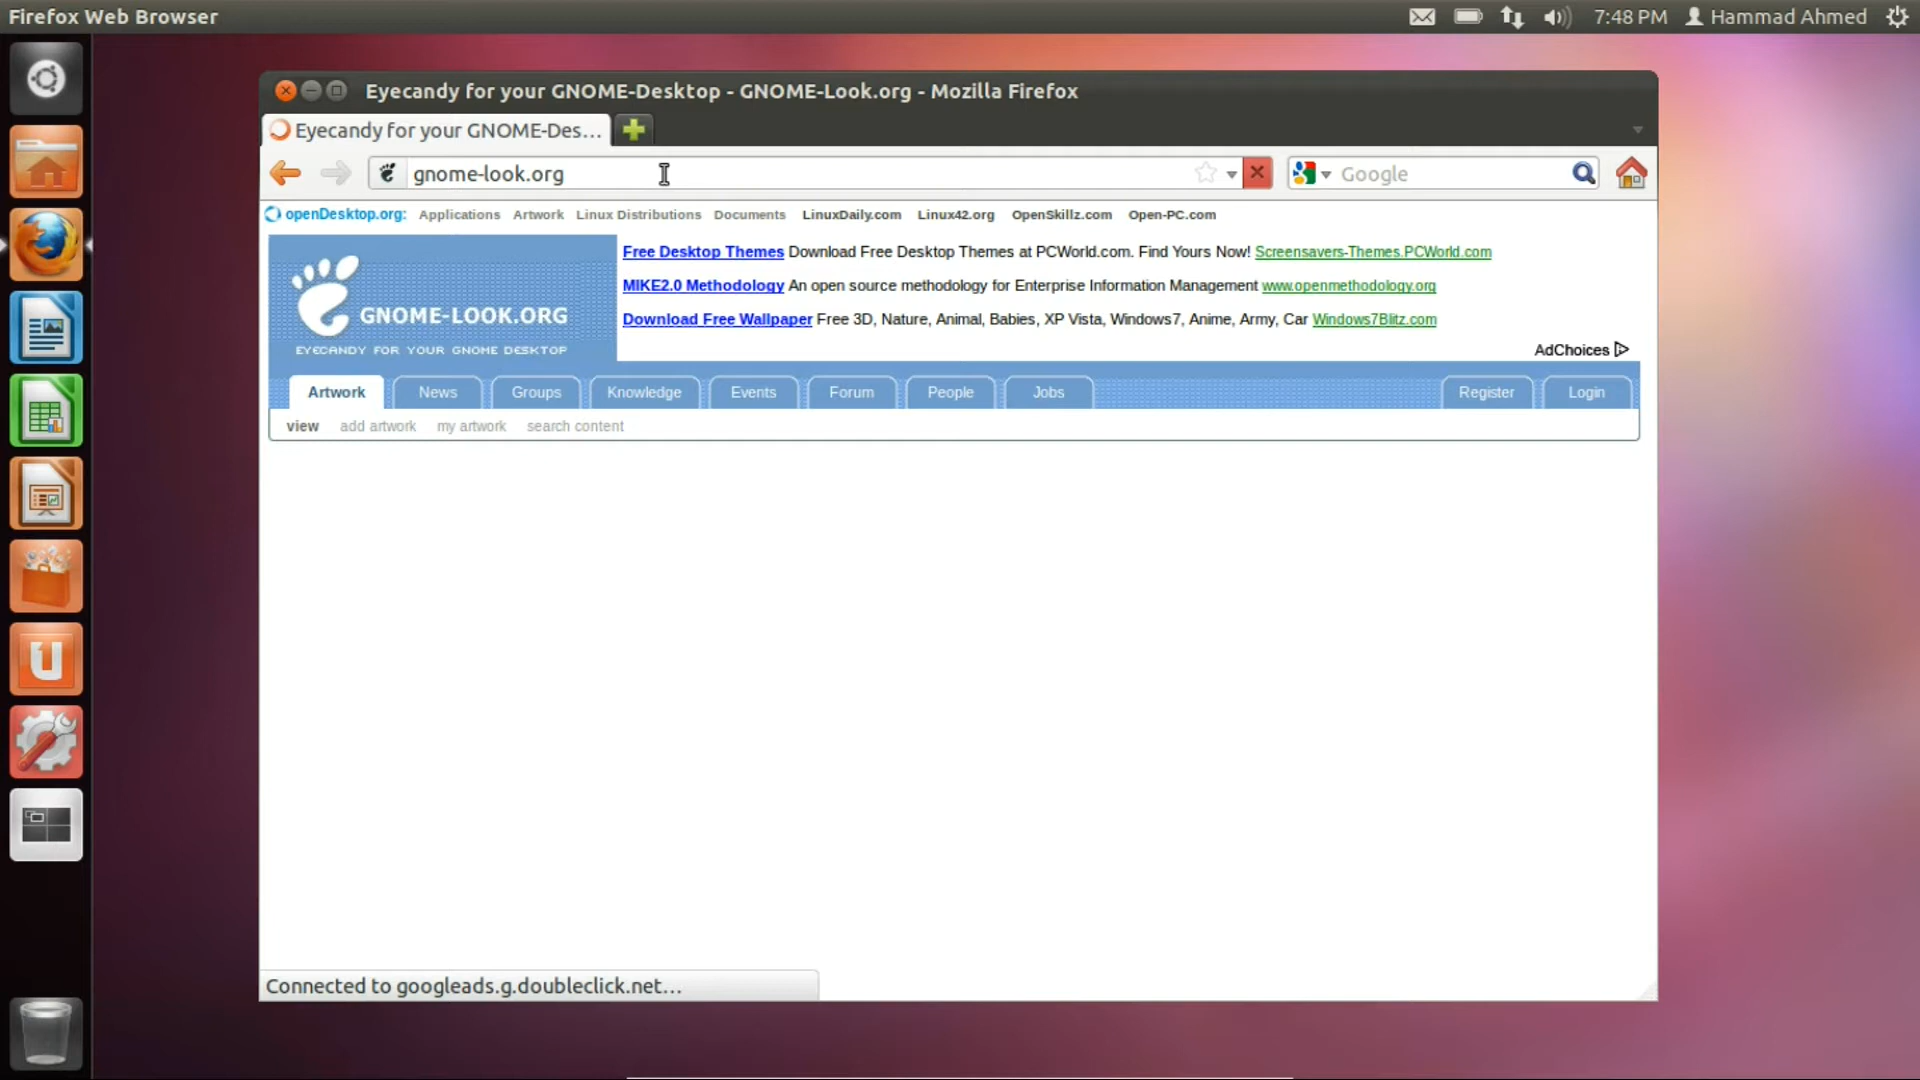 Firefox Web Browser 7:48 PM Hammad Ahmed
Eyecandy for your GNOME-Desktop - GNOME-Look.org - Mozilla Firefox
Eyecandy for your GNOME-Des...
gnome-look.org Google
openDesktop.org: Applications Artwork Linux Distributions Documents LinuxDaily.com Linux42.org OpenSkillz.com Open-PC.com
Free Desktop Themes Download Free Desktop Themes at PCWorld.com. Find Yours Now! Screensavers-Themes.PCWorld.com
MIKE2.0 Methodology An open source methodology for Enterprise Information Management www.openmethodology.org
GNOME-LOOK.ORG
Download Free Wallpaper Free 3D, Nature, Animal, Babies, XP Vista, Windows7, Anime, Army, Car Windows7Blitz.com
EYECANDY FOR YOUR GNOME DESKTOP
AdChoices
Artwork News Groups Knowledge Events Forum People Jobs Register Login
view add artwork my artwork search content
Connected to googleads.g.doubleclick.net...